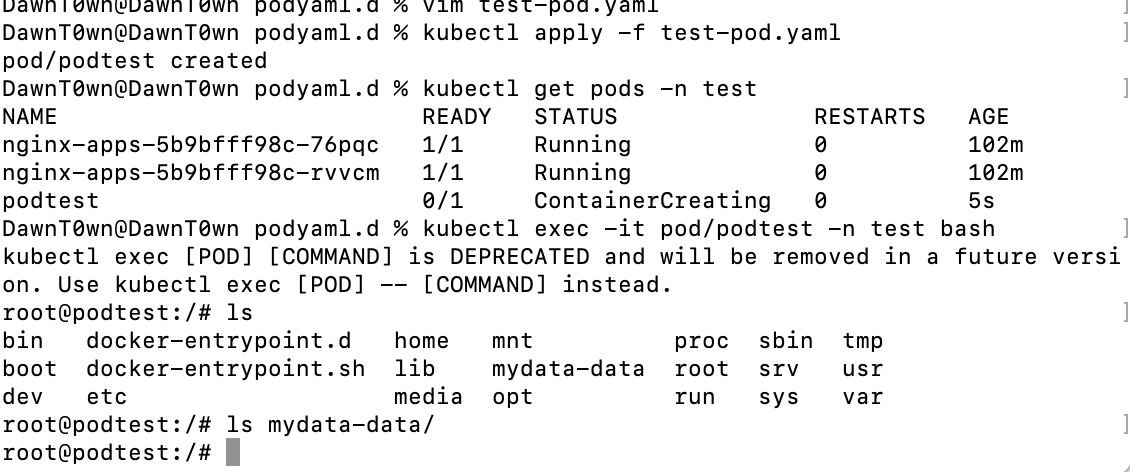 DawnT0wn@DawnT0wn podyaml.d % vim test-pod.yaml
DawnT0wn@DawnT0wn podyaml.d % kubectl apply -f test-pod.yaml
pod/podtest created
DawnT0wn@DawnT0wn podyaml.d % kubectl get pods -n test
NAME                          READY   STATUS              RESTARTS   AGE
nginx-apps-5b9bfff98c-76pqc   1/1     Running             0          102m
nginx-apps-5b9bfff98c-rvvcm   1/1     Running             0          102m
podtest                       0/1     ContainerCreating   0          5s
DawnT0wn@DawnT0wn podyaml.d % kubectl exec -it pod/podtest -n test bash
kubectl exec [POD] [COMMAND] is DEPRECATED and will be removed in a future versi
on. Use kubectl exec [POD] -- [COMMAND] instead.
root@podtest:/# ls
bin   docker-entrypoint.d   home   mnt          proc  sbin  tmp
boot  docker-entrypoint.sh  lib    mydata-data  root  srv   usr
dev   etc                   media  opt          run   sys   var
root@podtest:/# ls mydata-data/
root@podtest:/#